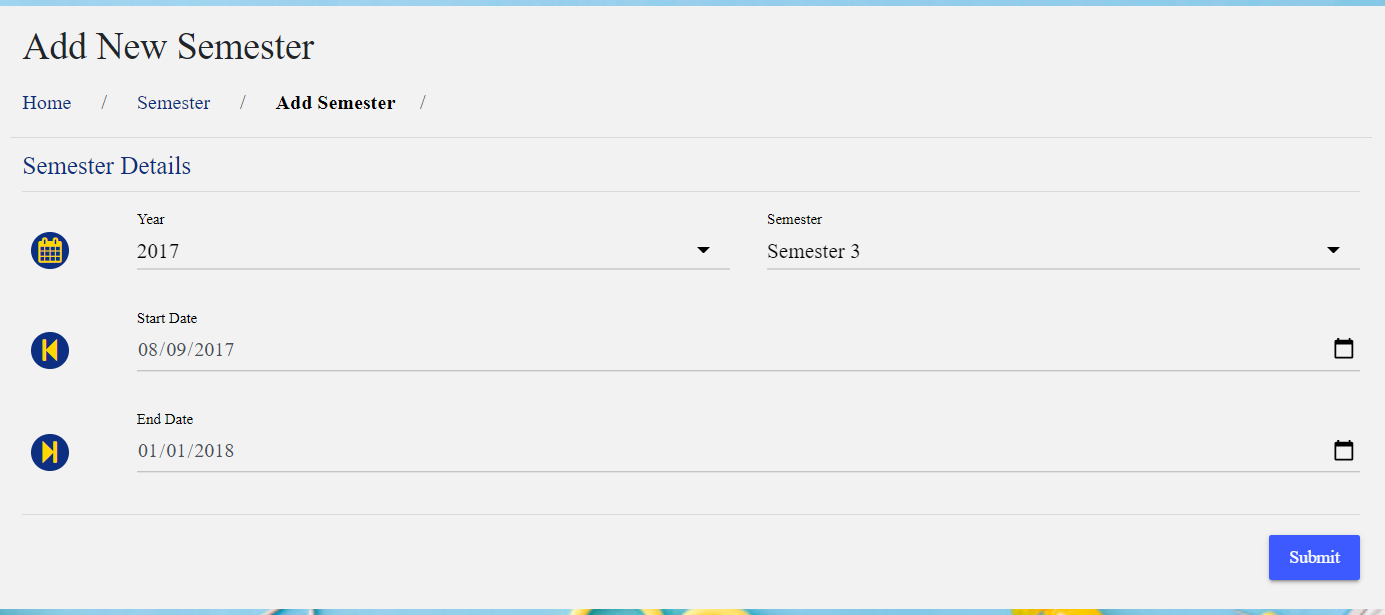 Add New Semester
Home / Semester / Add Semester /
Semester Details
Year Semester
2017 Semester 3
Start Date
08/09/2017
End Date
01/01/2018
Submit